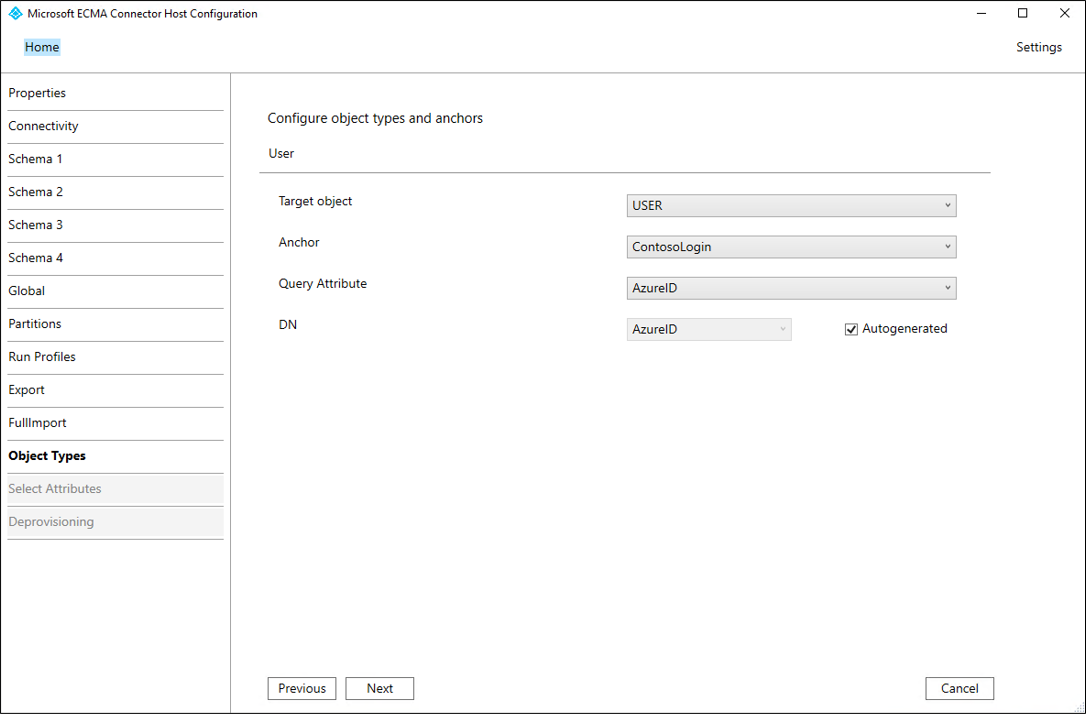 Microsoft ECMA Connector Host Configuration
Home
Settings
Properties
Connectivity
Schema 1
Schema 2
Schema 3
Schema 4
Global
Partitions
Run Profiles
Export
FullImport
Object Types
Select Attributes
Deprovisioning
Configure object types and anchors
User
Target object
USER
Anchor
ContosoLogin
Query Attribute
AzureID
DN
AzureID
Autogenerated
Previous
Next
Cancel